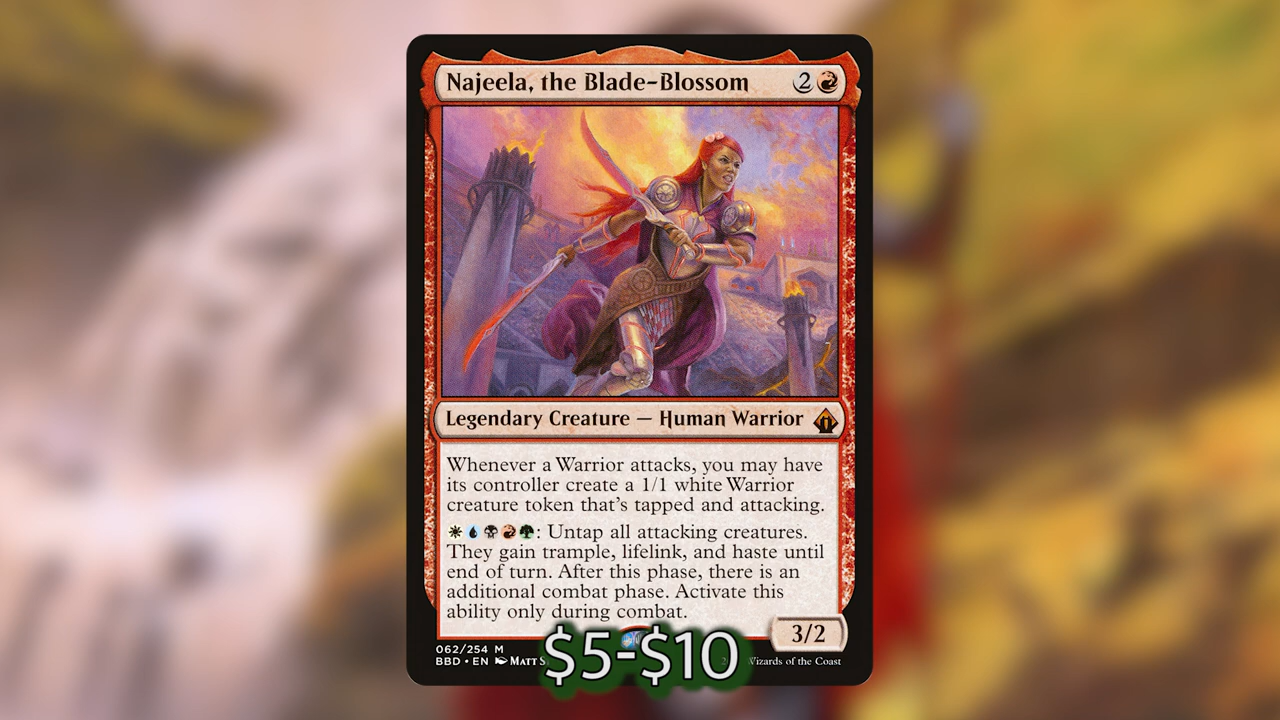 Najeela, the Blade-Blossom 2
Legendary Creature — Human Warrior
Whenever a Warrior attacks, you may have
its controller create a 1/1 white Warrior
creature token that's tapped and attacking.
: Untap all attacking creatures.
They gain trample, lifelink, and haste until
end of turn. After this phase, there is an
additional combat phase. Activate this
ability only during combat.
3/2
062/254 M
BBD • EN MATT
Wizards of the Coast
$5-$10